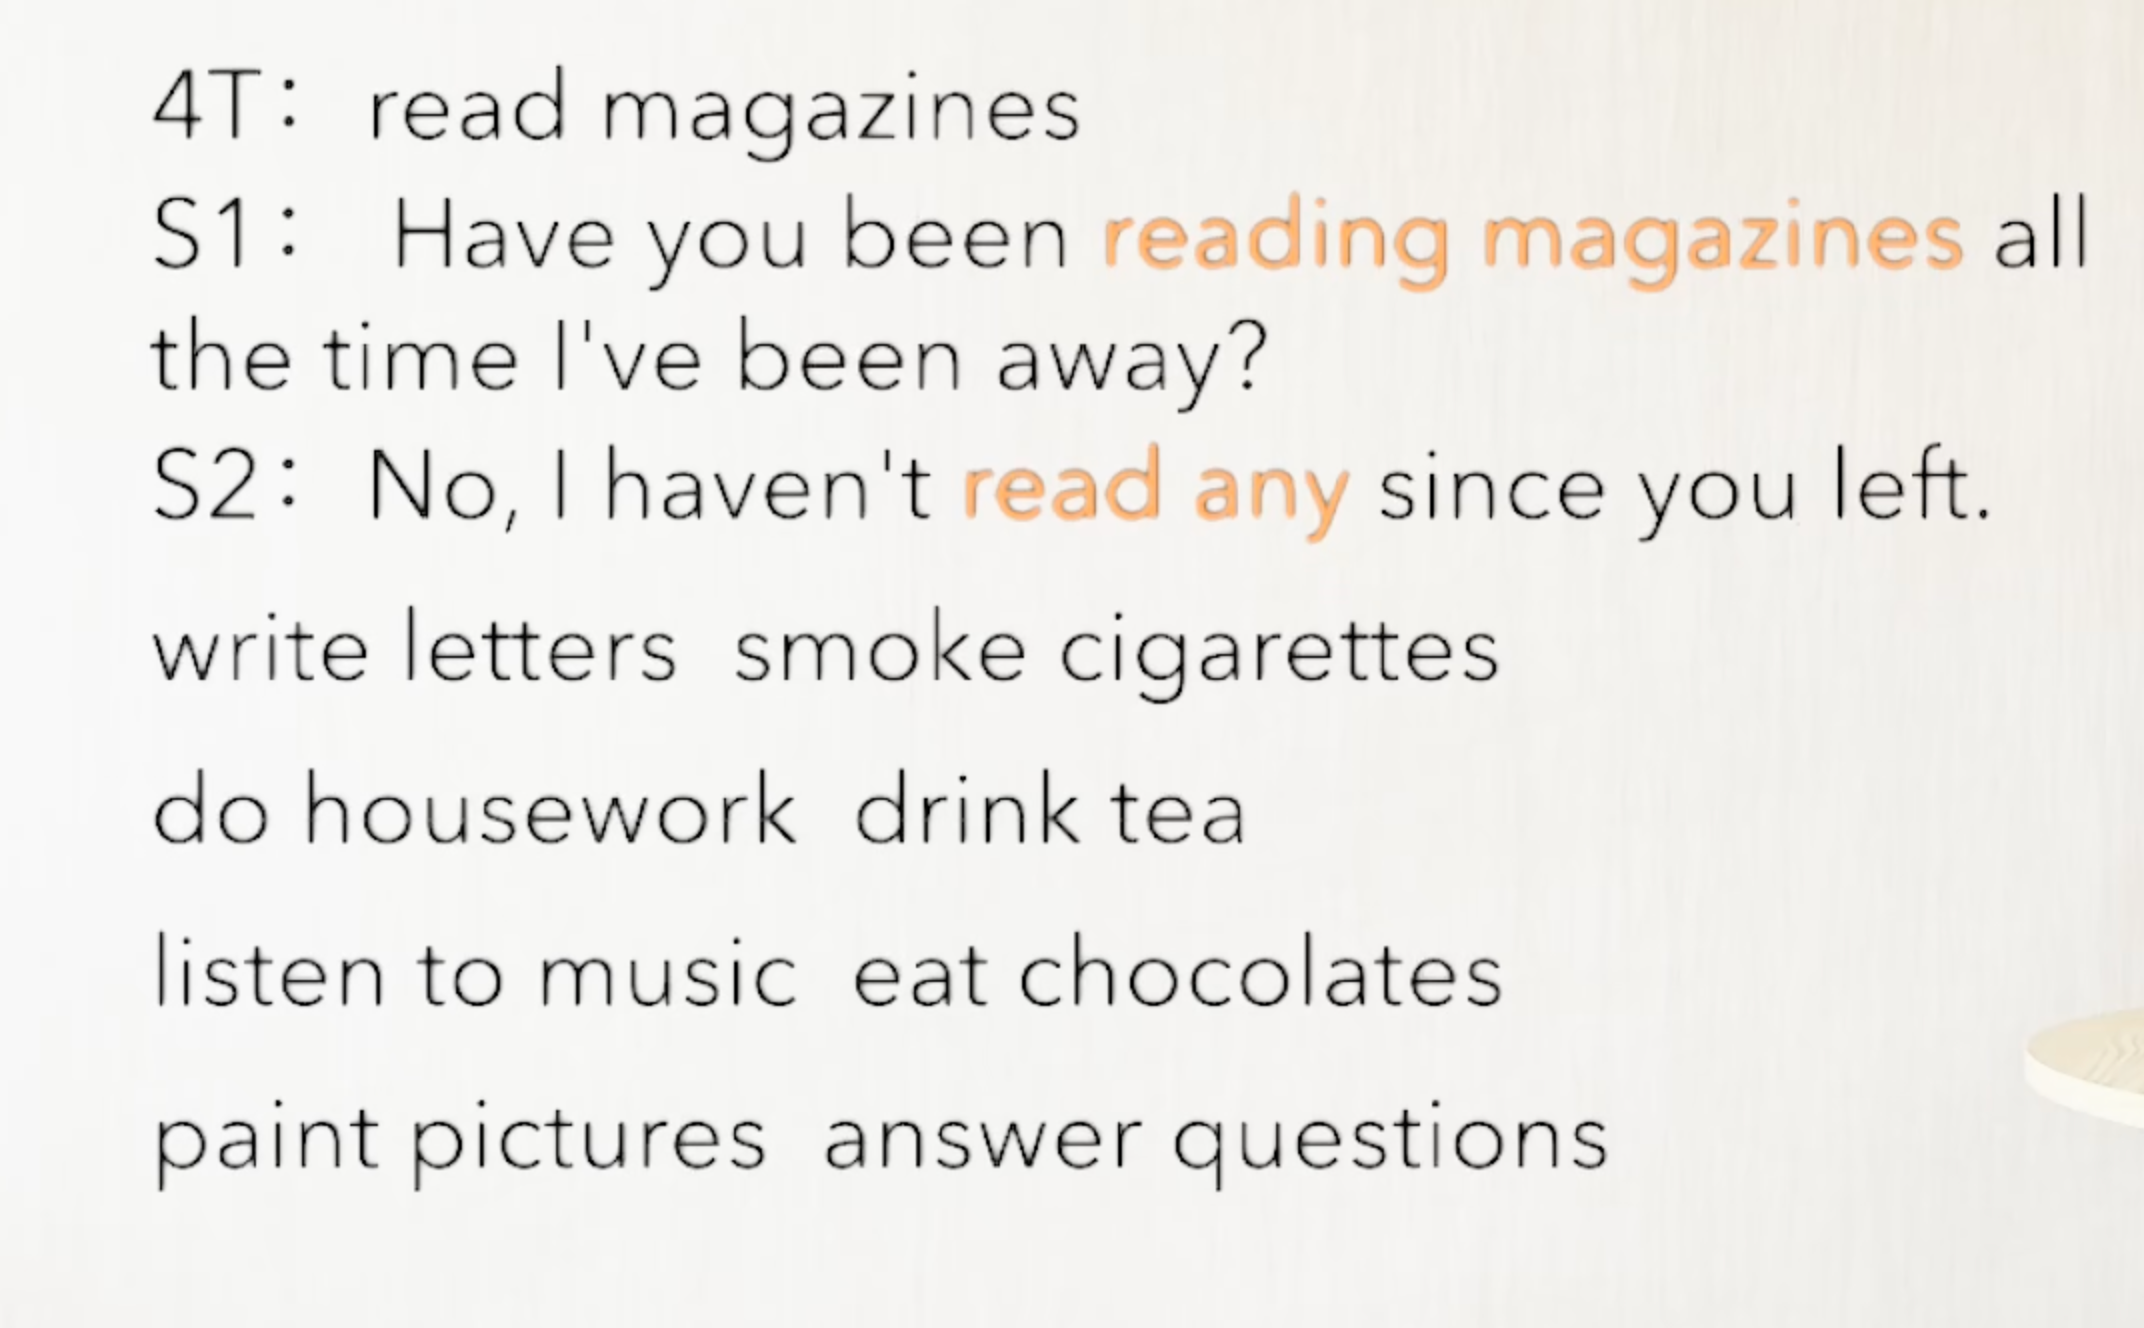 4T： read magazines
S1： Have you been reading magazines all
the time I've been away?
S2： No, I haven't read any since you left.
write letters  smoke cigarettes
do housework  drink tea
listen to music  eat chocolates
paint pictures  answer questions